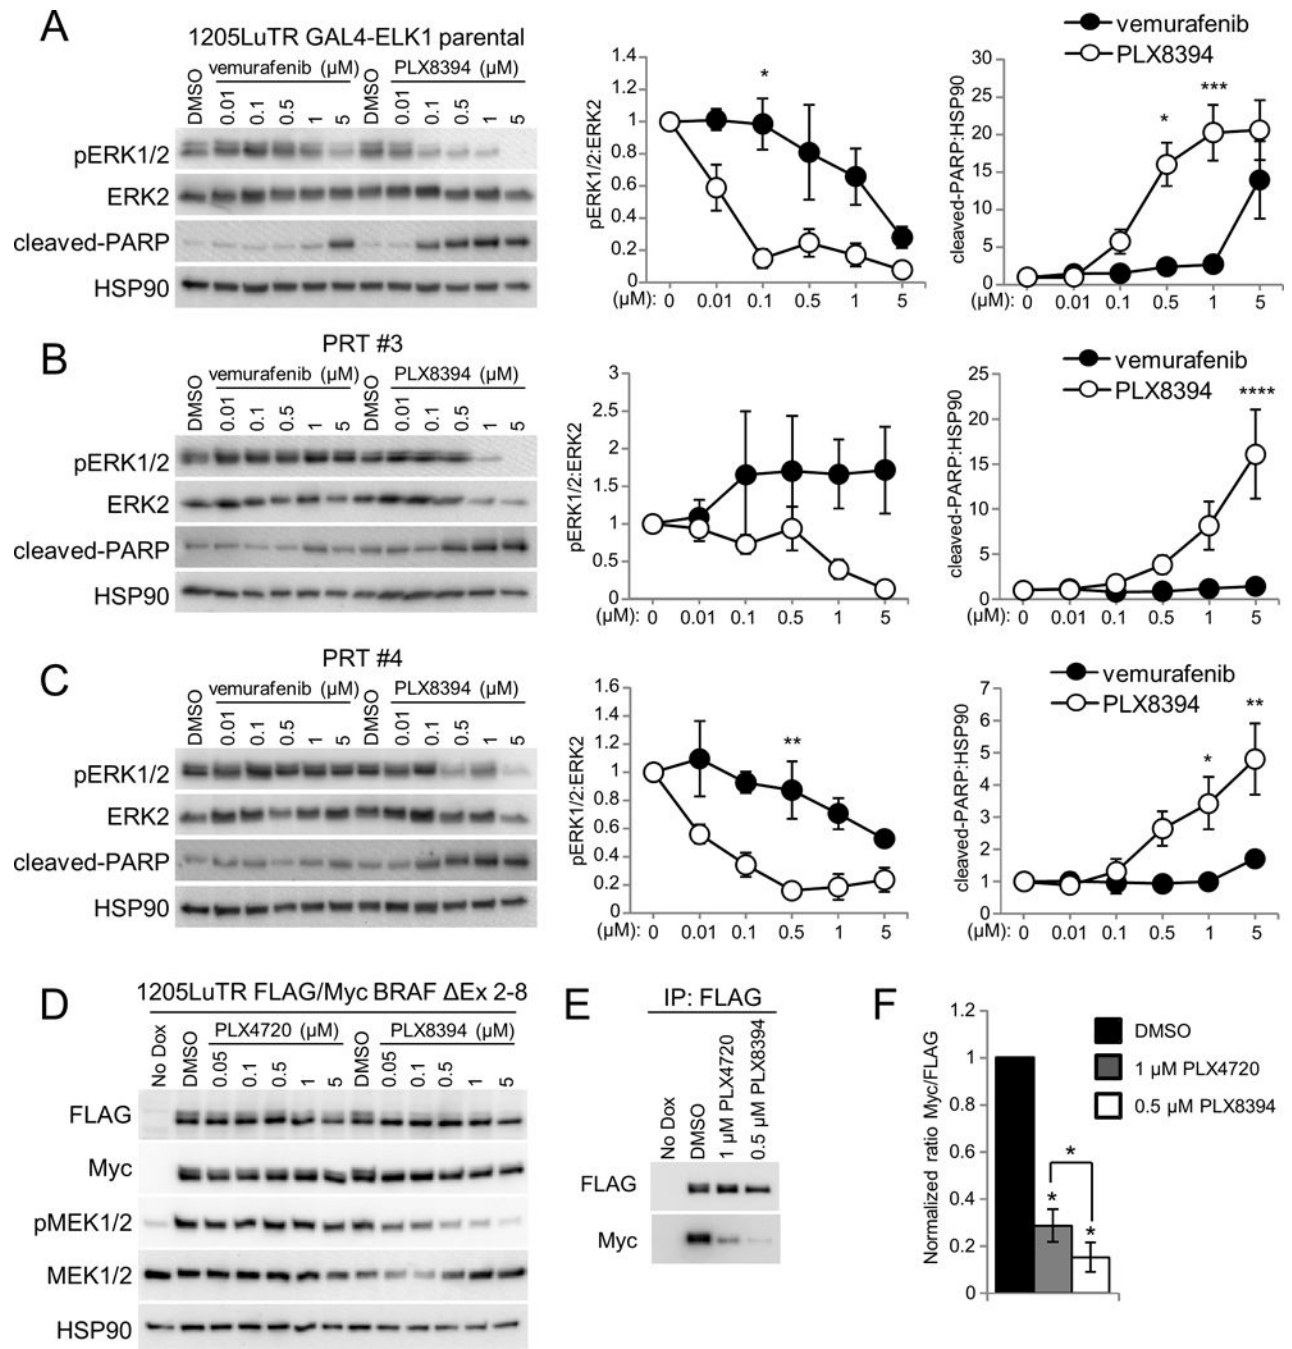 A
1205LuTR GAL4-ELK1 parental
vemurafenib (µM) PLX8394 (µM)
DMSO 0.01 0.1 0.5 1 5 DMSO 0.01 0.1 0.5 1 5
pERK1/2
ERK2
cleaved-PARP
HSP90
pERK1/2:ERK2
1.4
1.2
1
0.8
0.6
0.4
0.2
0
*
(µM): 0 0.01 0.1 0.5 1 5
vemurafenib
PLX8394
cleaved-PARP:HSP90
30
25
20
15
10
5
0
* ***
(µM): 0 0.01 0.1 0.5 1 5
B
PRT #3
vemurafenib (µM) PLX8394 (µM)
DMSO 0.01 0.1 0.5 1 5 DMSO 0.01 0.1 0.5 1 5
pERK1/2
ERK2
cleaved-PARP
HSP90
pERK1/2:ERK2
3
2.5
2
1.5
1
0.5
0
(µM): 0 0.01 0.1 0.5 1 5
vemurafenib
PLX8394
cleaved-PARP:HSP90
25
20
15
10
5
0
****
(µM): 0 0.01 0.1 0.5 1 5
C
PRT #4
vemurafenib (µM) PLX8394 (µM)
DMSO 0.01 0.1 0.5 1 5 DMSO 0.01 0.1 0.5 1 5
pERK1/2
ERK2
cleaved-PARP
HSP90
pERK1/2:ERK2
1.6
1.4
1.2
1
0.8
0.6
0.4
0.2
0
**
(µM): 0 0.01 0.1 0.5 1 5
vemurafenib
PLX8394
cleaved-PARP:HSP90
7
6
5
4
3
2
1
0
* **
(µM): 0 0.01 0.1 0.5 1 5
D
1205LuTR FLAG/Myc BRAF ΔEx 2-8
PLX4720 (µM) PLX8394 (µM)
No Dox DMSO 0.05 0.1 0.5 1 5 DMSO 0.05 0.1 0.5 1 5
FLAG
Myc
pMEK1/2
MEK1/2
HSP90
E
IP: FLAG
No Dox DMSO 1 µM PLX4720 0.5 µM PLX8394
FLAG
Myc
F
Normalized ratio Myc/FLAG
1.2
1
0.8
0.6
0.4
0.2
0
DMSO
1 µM PLX4720
0.5 µM PLX8394
*
* *